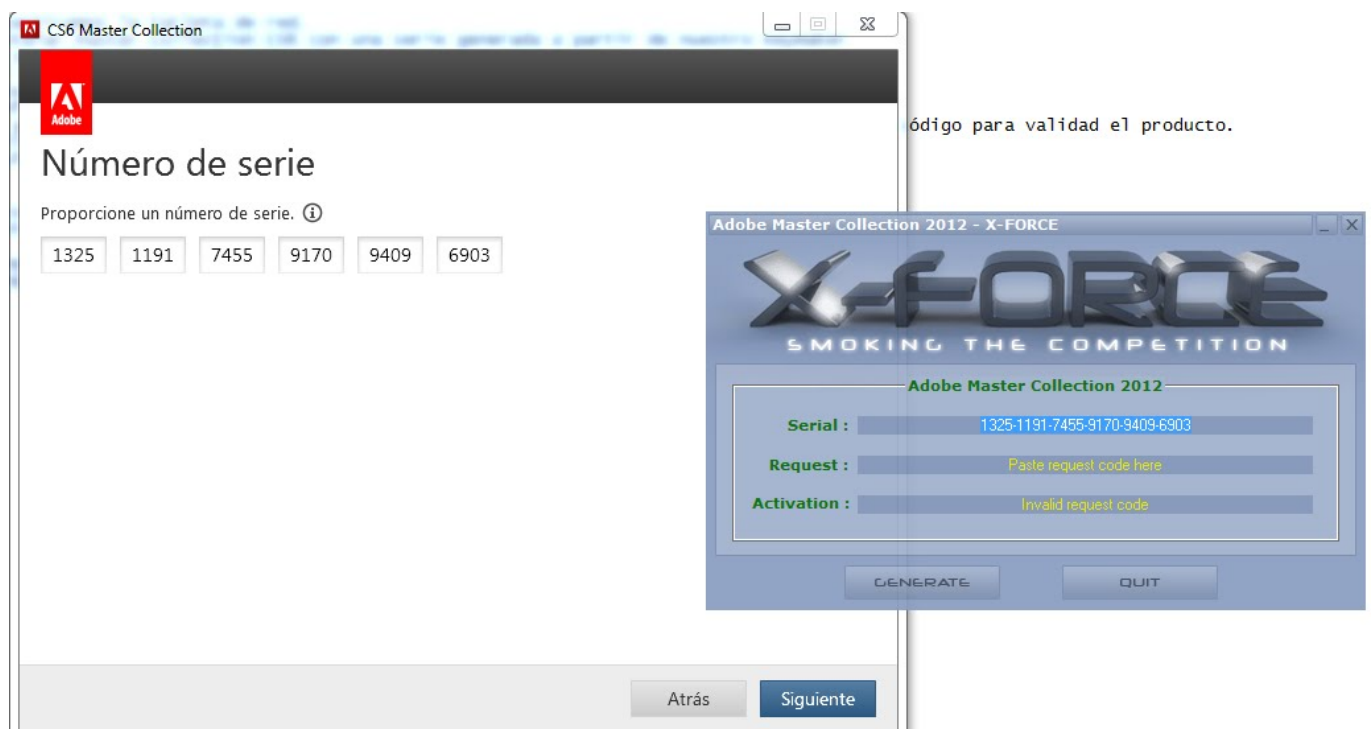 CS6 Master Collection
Adobe
ódigo para validad el producto.
Número de serie
Proporcione un número de serie.
1325 1191 7455 9170 9409 6903
Adobe Master Collection 2012 - X-FORCE
X-FORCE
SMOKING THE COMPETITION
Adobe Master Collection 2012
Serial : 1325-1191-7455-9170-9409-6903
Request : Paste request code here
Activation : Invalid request code
GENERATE QUIT
Atrás Siguiente